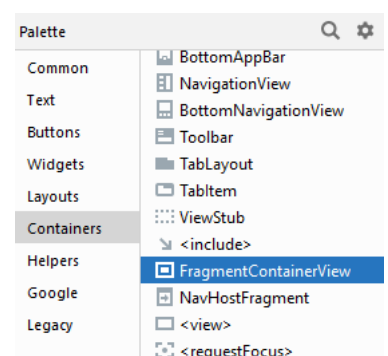 Palette
Common
Text
Buttons
Widgets
Layouts
Containers
Helpers
Google
Legacy
BottomAppBar
NavigationView
BottomNavigationView
Toolbar
TabLayout
TabItem
ViewStub
<include>
FragmentContainerView
NavHostFragment
<view>
<requestFocus>